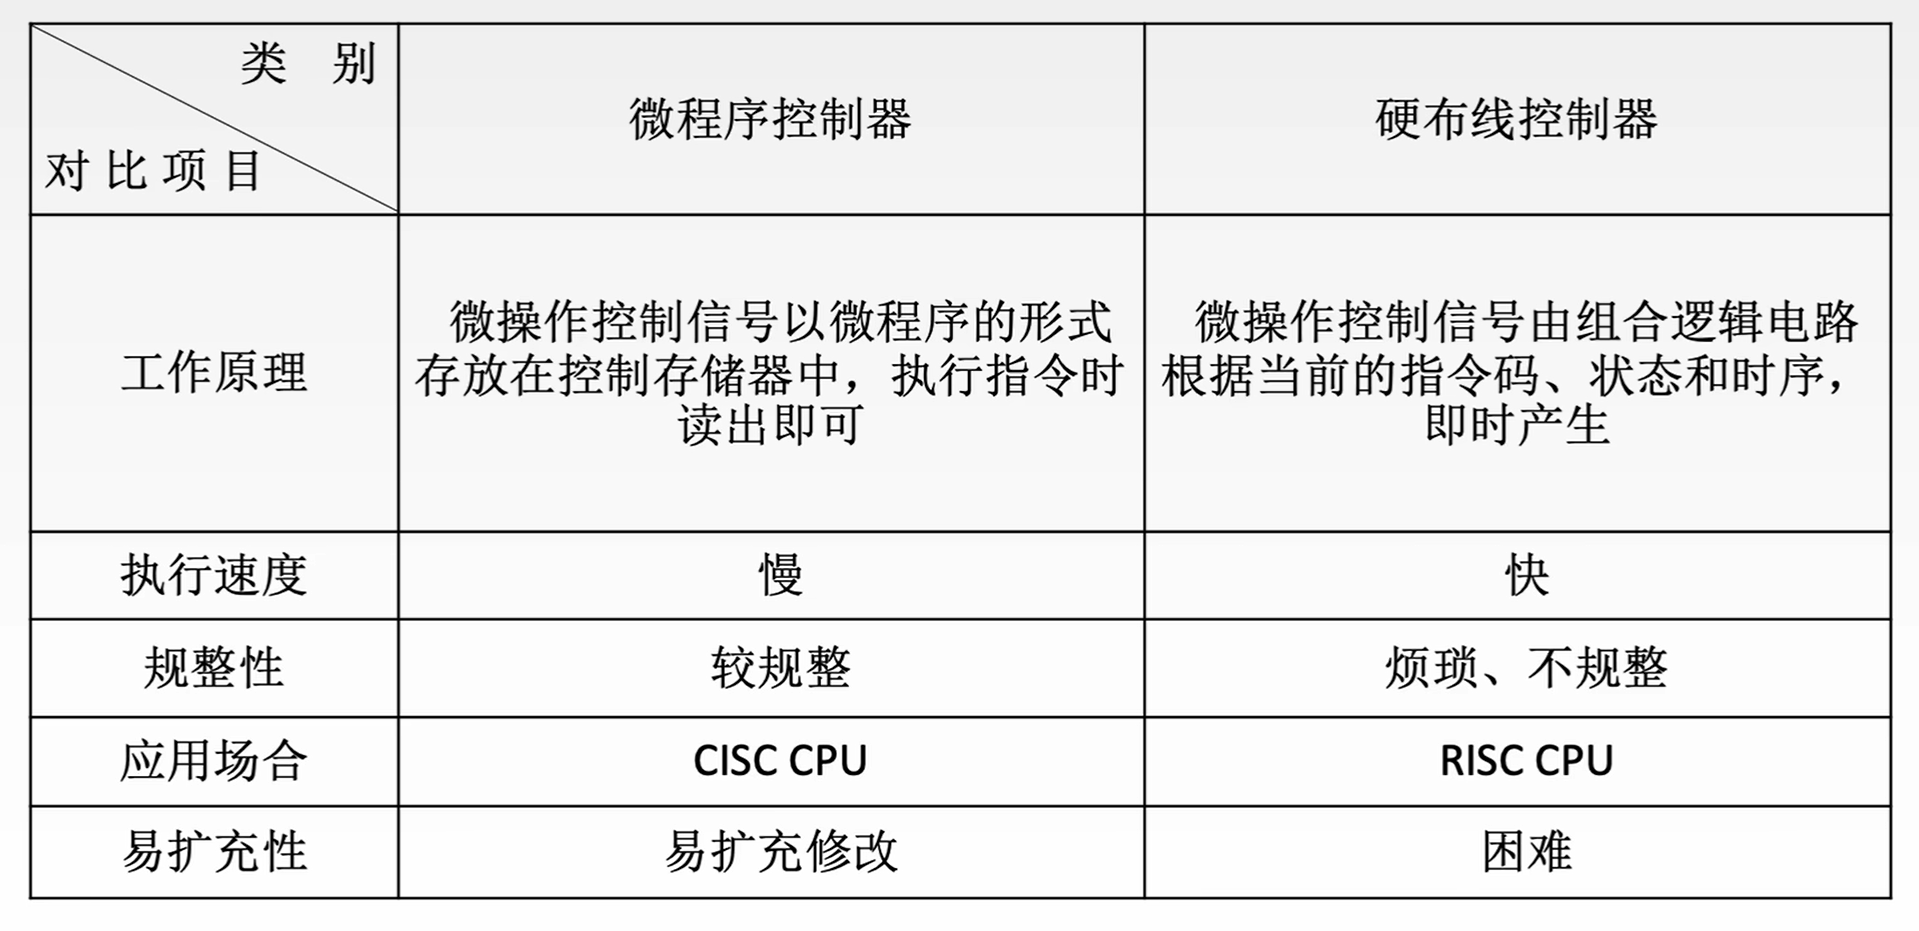 类 别
对比项目
微程序控制器
硬布线控制器
工作原理
微操作控制信号以微程序的形式
存放在控制存储器中，执行指令时
读出即可
微操作控制信号由组合逻辑电路
根据当前的指令码、状态和时序，
即时产生
执行速度
慢
快
规整性
较规整
烦琐、不规整
应用场合
CISC CPU
RISC CPU
易扩充性
易扩充修改
困难